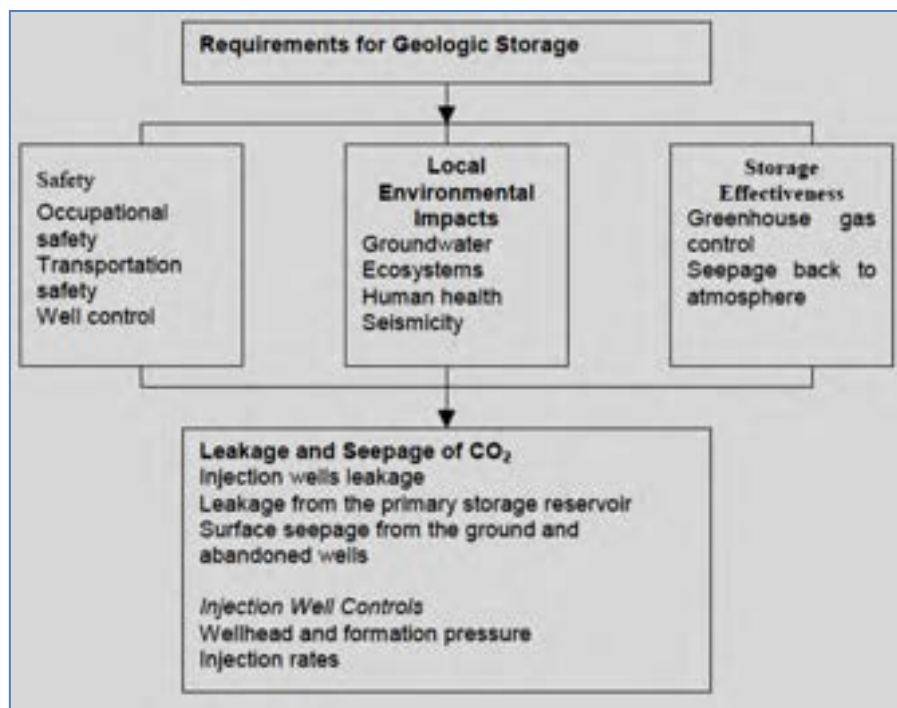 Requirements for Geologic Storage
Safety
Occupational
safety
Transportation
safety
Well control
Local
Environmental
Impacts
Groundwater
Ecosystems
Human health
Seismicity
Storage
Effectiveness
Greenhouse gas
control
Seepage back to
atmosphere
Leakage and Seepage of CO₂
Injection wells leakage
Leakage from the primary storage reservoir
Surface seepage from the ground and
abandoned wells
Injection Well Controls
Wellhead and formation pressure
Injection rates